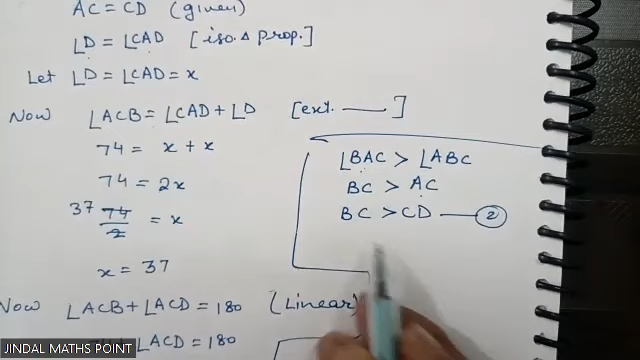 AC = CD (given)
∠D = ∠CAD [iso. Δ prop.]
Let ∠D = ∠CAD = x
Now ∠ACB = ∠CAD + ∠D [ext. ——]
74 = x + x
74 = 2x
37 74/2 = x
x = 37
∠BAC > ∠ABC
BC > AC
BC > CD —— ②
Now ∠ACB + ∠ACD = 180 (Linear)
∠ACD = 180
JINDAL MATHS POINT